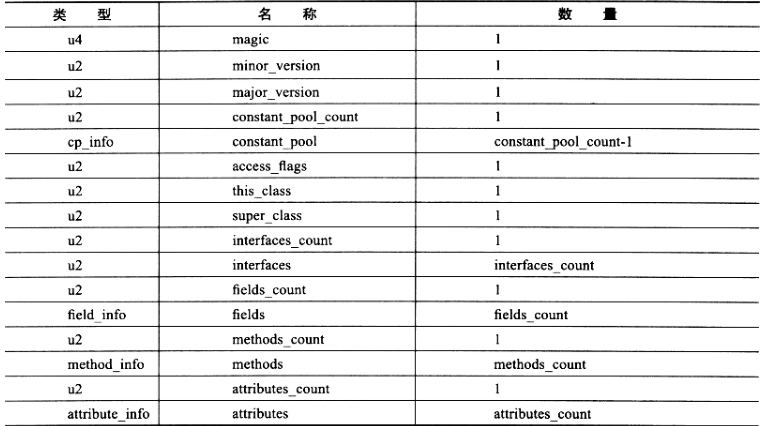 类 型 名 称 数 量
u4 magic 1
u2 minor_version 1
u2 major_version 1
u2 constant_pool_count 1
cp_info constant_pool constant_pool_count-1
u2 access_flags 1
u2 this_class 1
u2 super_class 1
u2 interfaces_count 1
u2 interfaces interfaces_count
u2 fields_count 1
field_info fields fields_count
u2 methods_count 1
method_info methods methods_count
u2 attributes_count 1
attribute_info attributes attributes_count